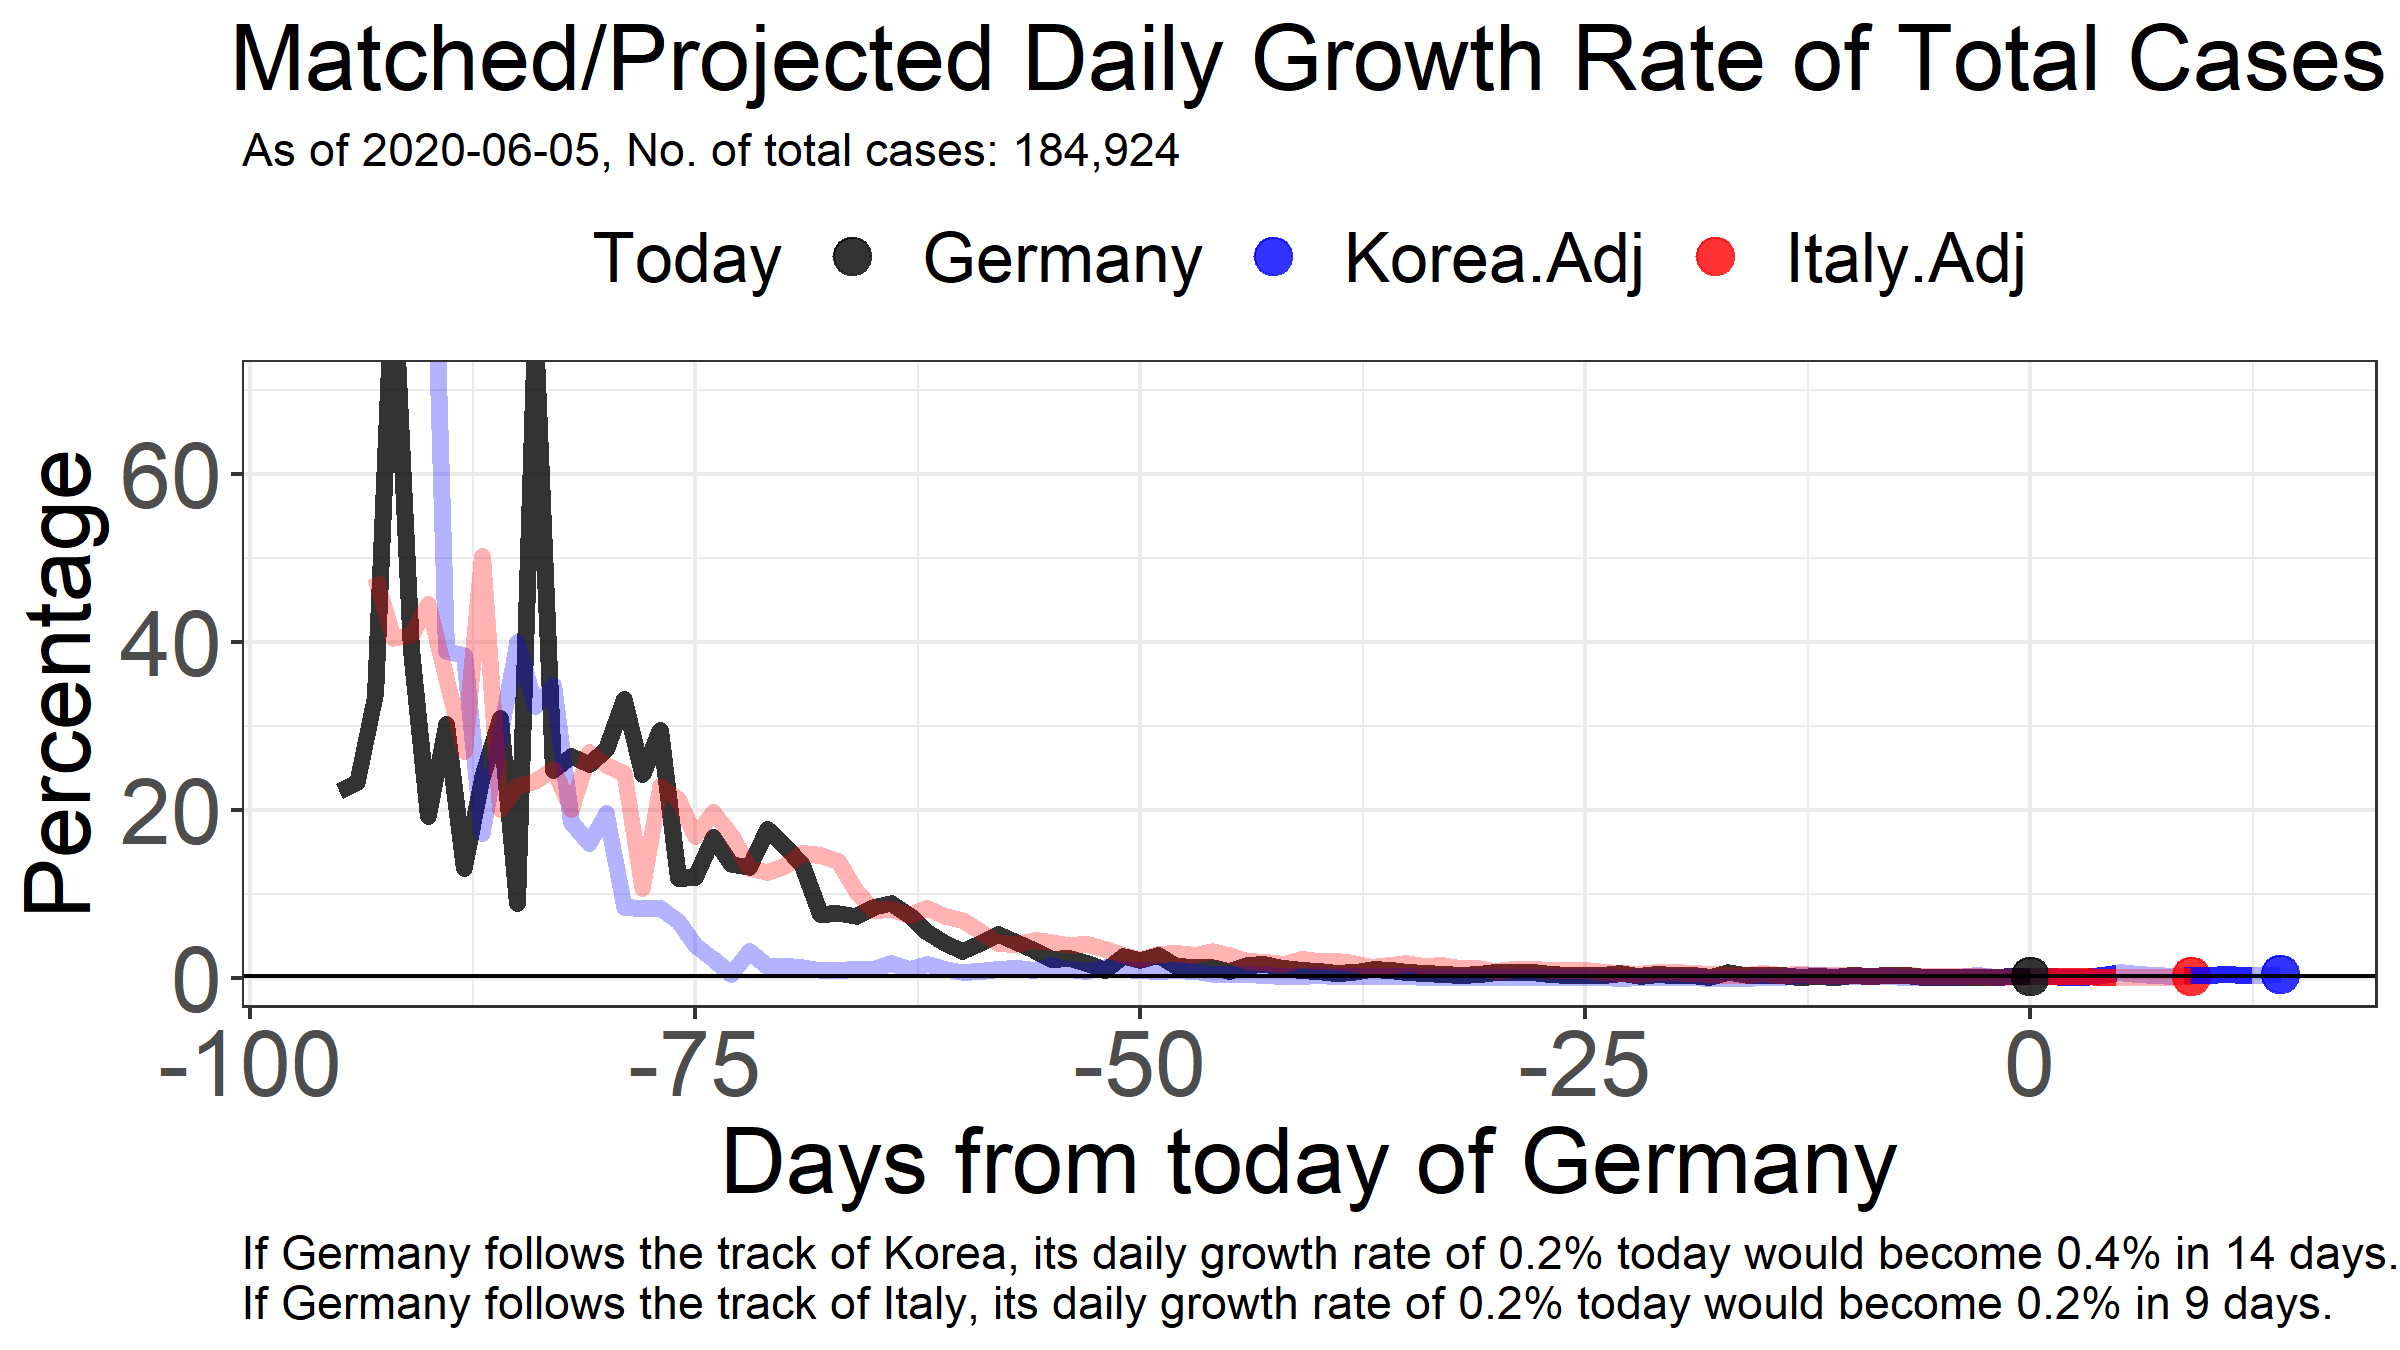 Matched/Projected Daily Growth Rate of Total Cases
As of 2020-06-05, No. of total cases: 184,924
Today Germany Korea.Adj Italy.Adj
Percentage
60
40
20
0
-100 -75 -50 -25 0
Days from today of Germany
If Germany follows the track of Korea, its daily growth rate of 0.2% today would become 0.4% in 14 days.
If Germany follows the track of Italy, its daily growth rate of 0.2% today would become 0.2% in 9 days.